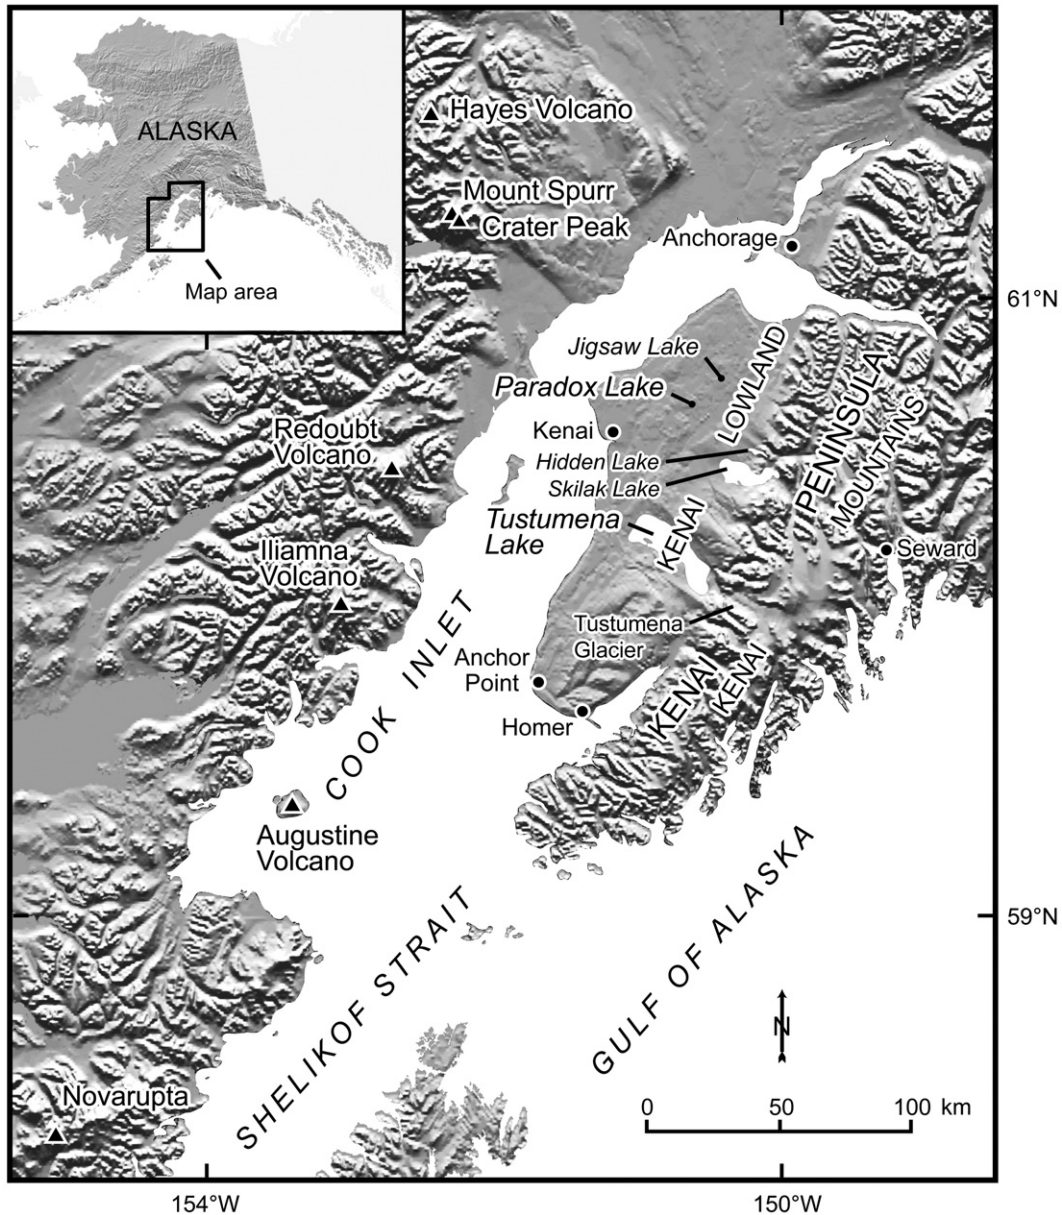 ALASKA
Map area
Hayes Volcano
Mount Spurr
Crater Peak
Anchorage
61°N
Jigsaw Lake
Paradox Lake
LOWLAND
PENINSULA
MOUNTAINS
Redoubt
Volcano
Kenai
Hidden Lake
Skilak Lake
Tustumena
Lake
KENAI
Iliamna
Volcano
Seward
COOK INLET
Tustumena
Glacier
Anchor
Point
KENAI
KENAI
Homer
Augustine
Volcano
SHELIKOF STRAIT
GULF OF ALASKA
59°N
N
Novarupta
0 50 100 km
154°W
150°W